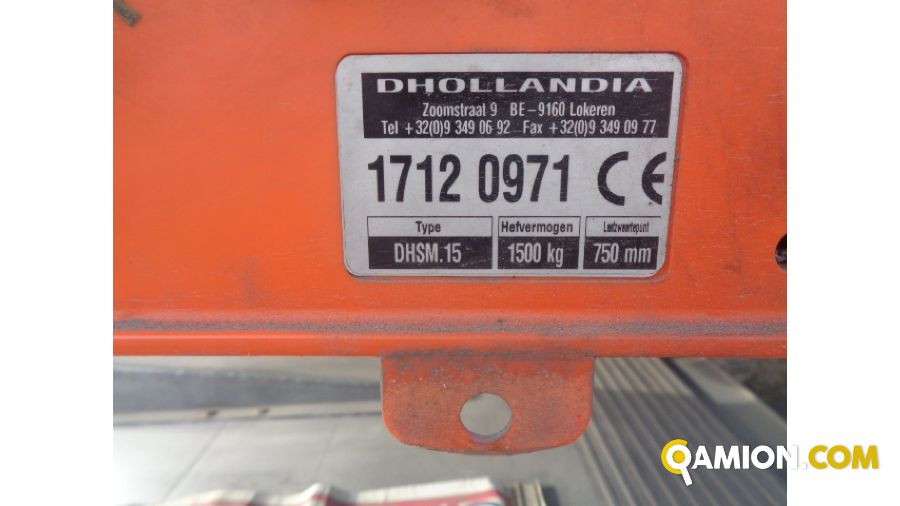 DHOLLANDIA
Zoomstraat 9 BE-9160 Lokeren
Tel +32(0)9 349 06 92 Fax +32(0)9 349 09 77
1712 0971 CE
Type Hefvermogen Lastzwaartepunt
DHSM.15 1500 kg 750 mm
QAMION.COM